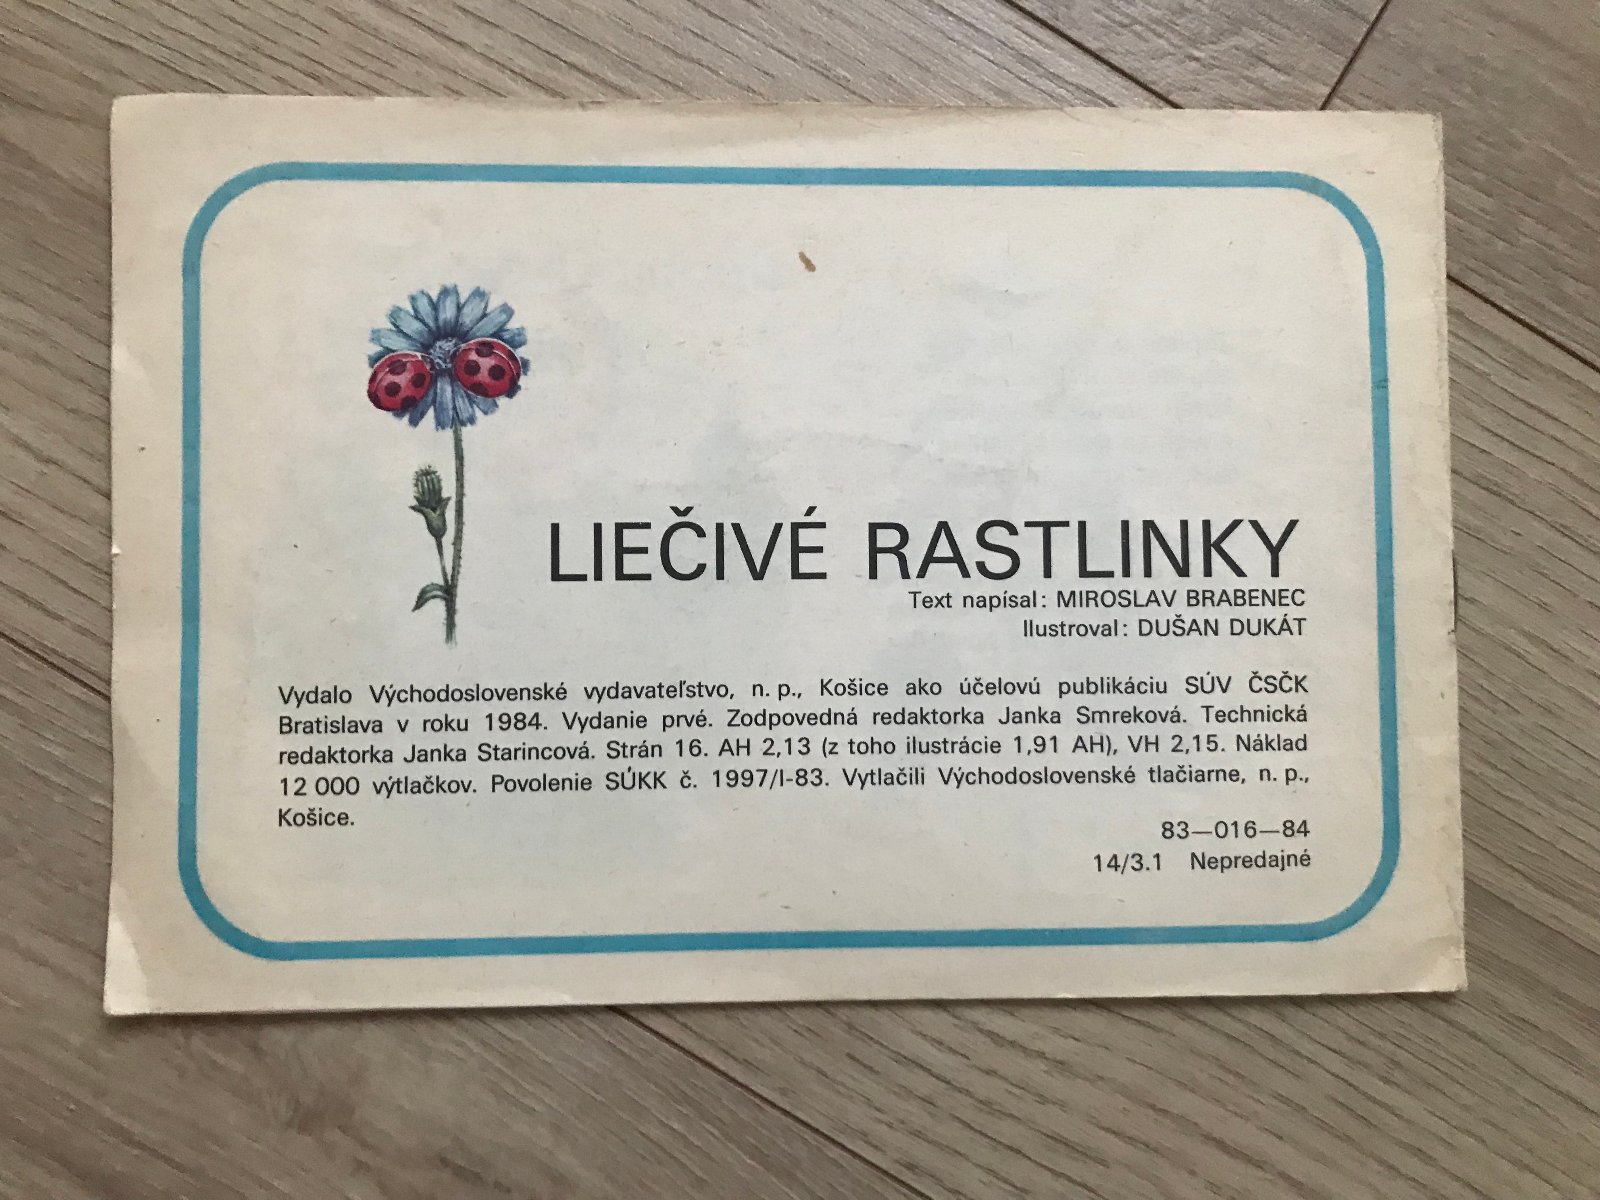 LIEČIVÉ RASTLINKY
Text napísal: MIROSLAV BRABENEC
Ilustroval: DUŠAN DUKÁT
Vydalo Východoslovenské vydavateľstvo, n. p., Košice ako účelovú publikáciu SÚV ČSČK
Bratislava v roku 1984. Vydanie prvé. Zodpovedná redaktorka Janka Smreková. Technická
redaktorka Janka Starincová. Strán 16. AH 2,13 (z toho ilustrácie 1,91 AH), VH 2,15. Náklad
12 000 výtlačkov. Povolenie SÚKK č. 1997/I-83. Vytlačili Východoslovenské tlačiarne, n. p.,
Košice.
83—016—84
14/3.1 Nepredajné